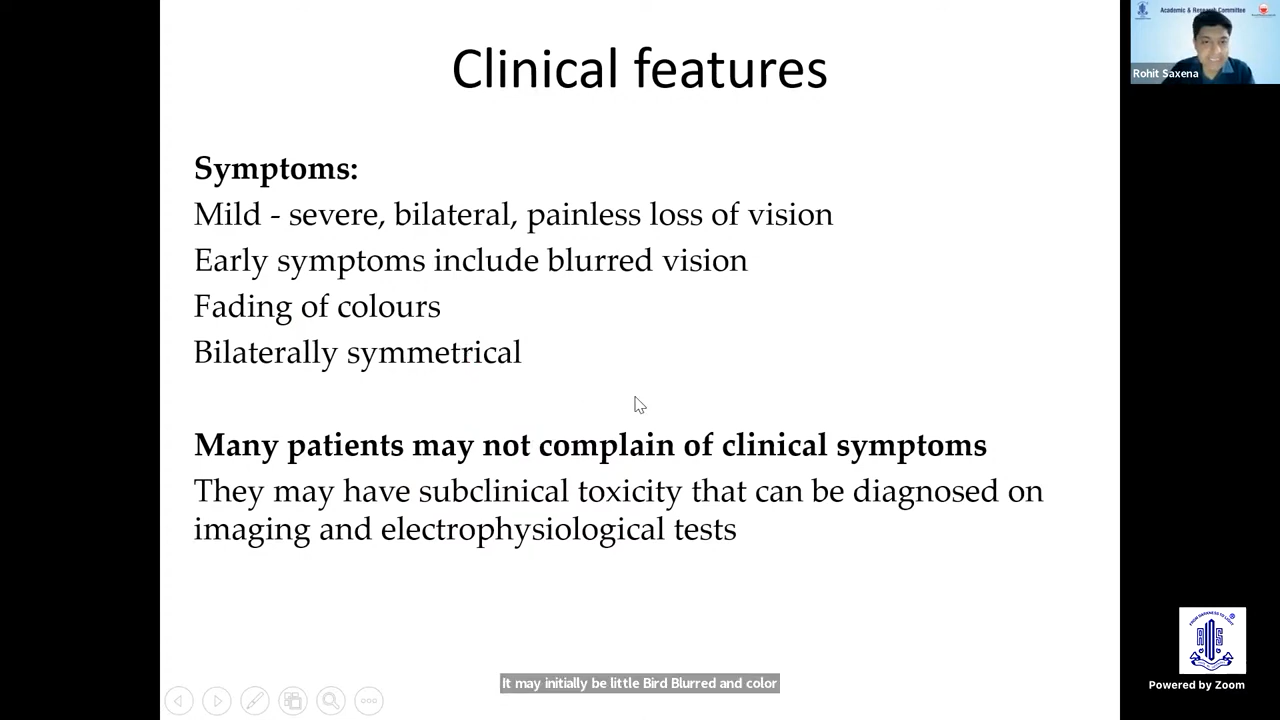 Clinical features
Academic & Research Committee
Rohit Saxena
Symptoms:
Mild - severe, bilateral, painless loss of vision
Early symptoms include blurred vision
Fading of colours
Bilaterally symmetrical
Many patients may not complain of clinical symptoms
They may have subclinical toxicity that can be diagnosed on
imaging and electrophysiological tests
It may initially be little Bird Blurred and color
Powered by Zoom